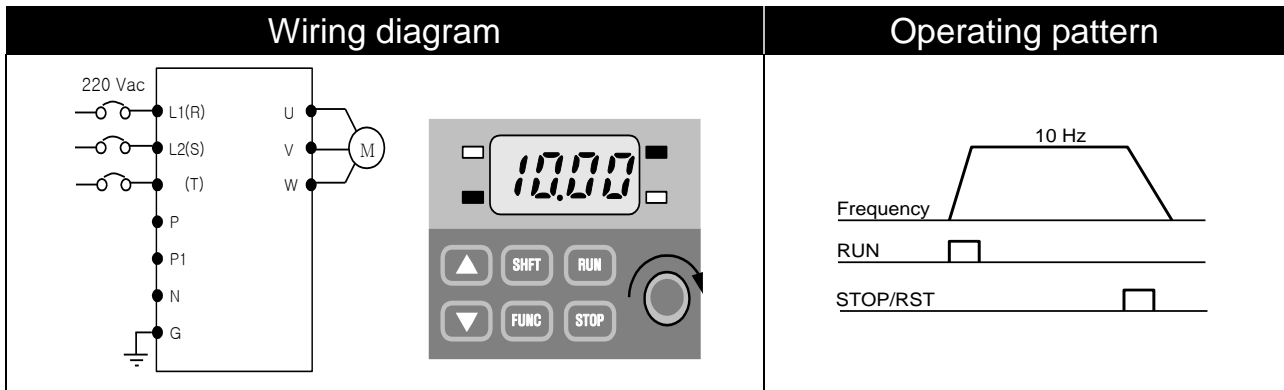 Wiring diagram
Operating pattern
220 Vac
L1(R)
U
L2(S)
V
M
(T)
W
P
P1
N
G
10.00
SHFT
RUN
FUNC
STOP
10 Hz
Frequency
RUN
STOP/RST